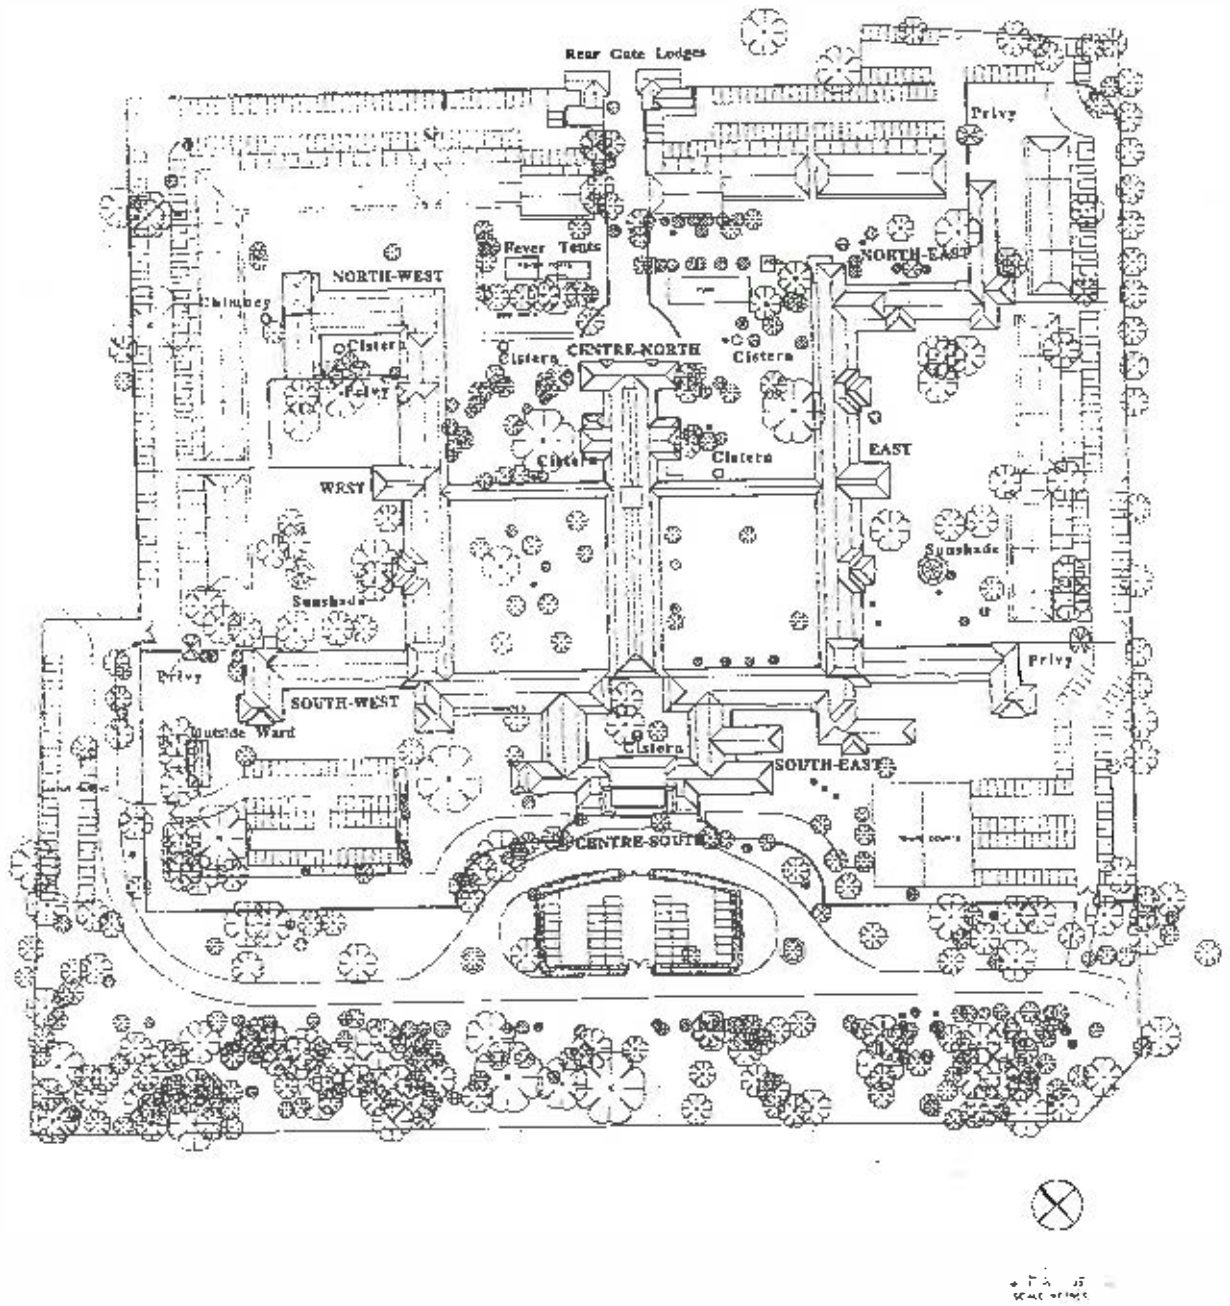 Rear Gate Lodges
Privy
Fever Tents
NORTH-EAST
NORTH-WEST
Chimney
Cistern
Cistern
CENTRE-NORTH
Cistern
Privy
Cistern
Cistern
EAST
WRST
Sunshade
Sunshade
Privy
Privy
SOUTH-WEST
Outside Ward
Cistern
SOUTH-EAST
CENTRE-SOUTH